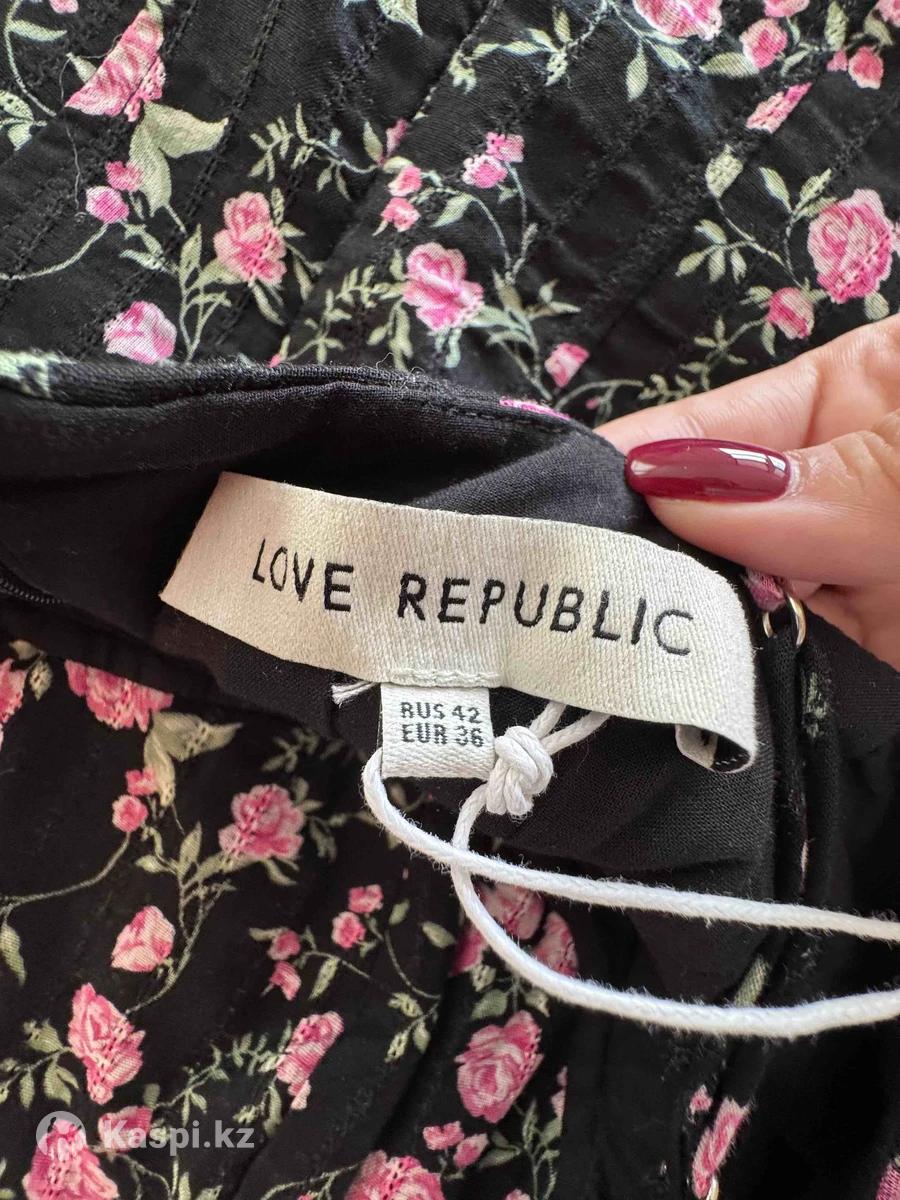 LOVE REPUBLIC
RUS 42
EUR 36
Kaspi.kz